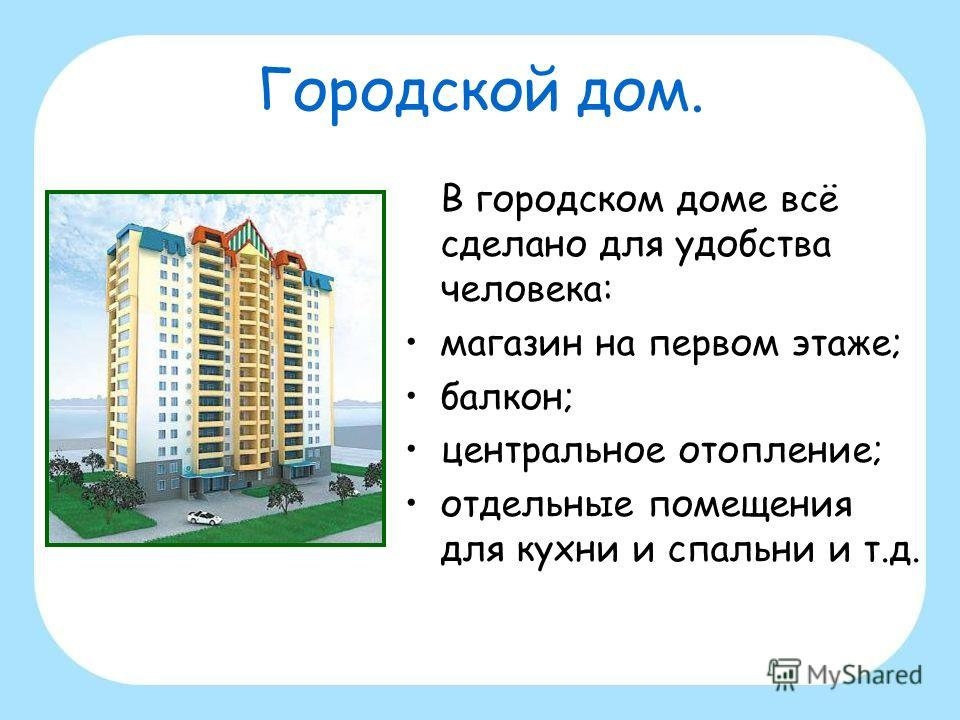 Городской дом.
В городском доме всё
сделано для удобства
человека:
• магазин на первом этаже;
• балкон;
• центральное отопление;
• отдельные помещения
для кухни и спальни и т.д.
MyShared